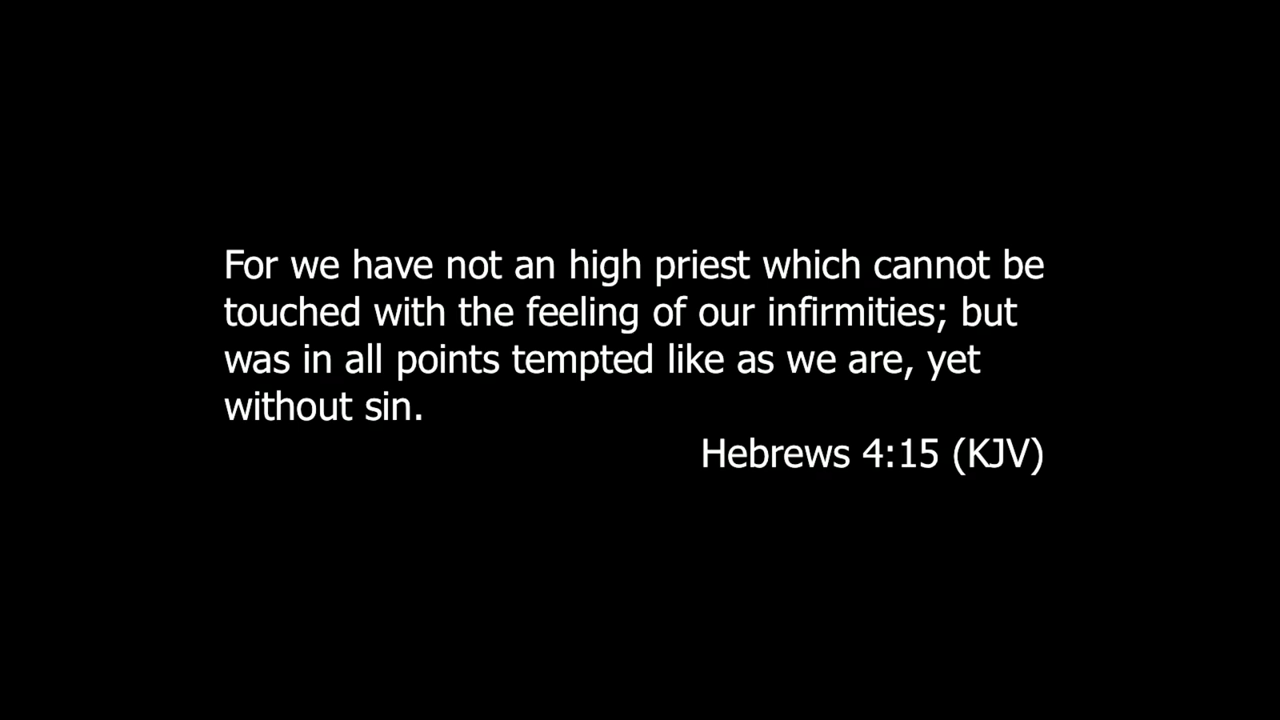 For we have not an high priest which cannot be
touched with the feeling of our infirmities; but
was in all points tempted like as we are, yet
without sin.
Hebrews 4:15 (KJV)